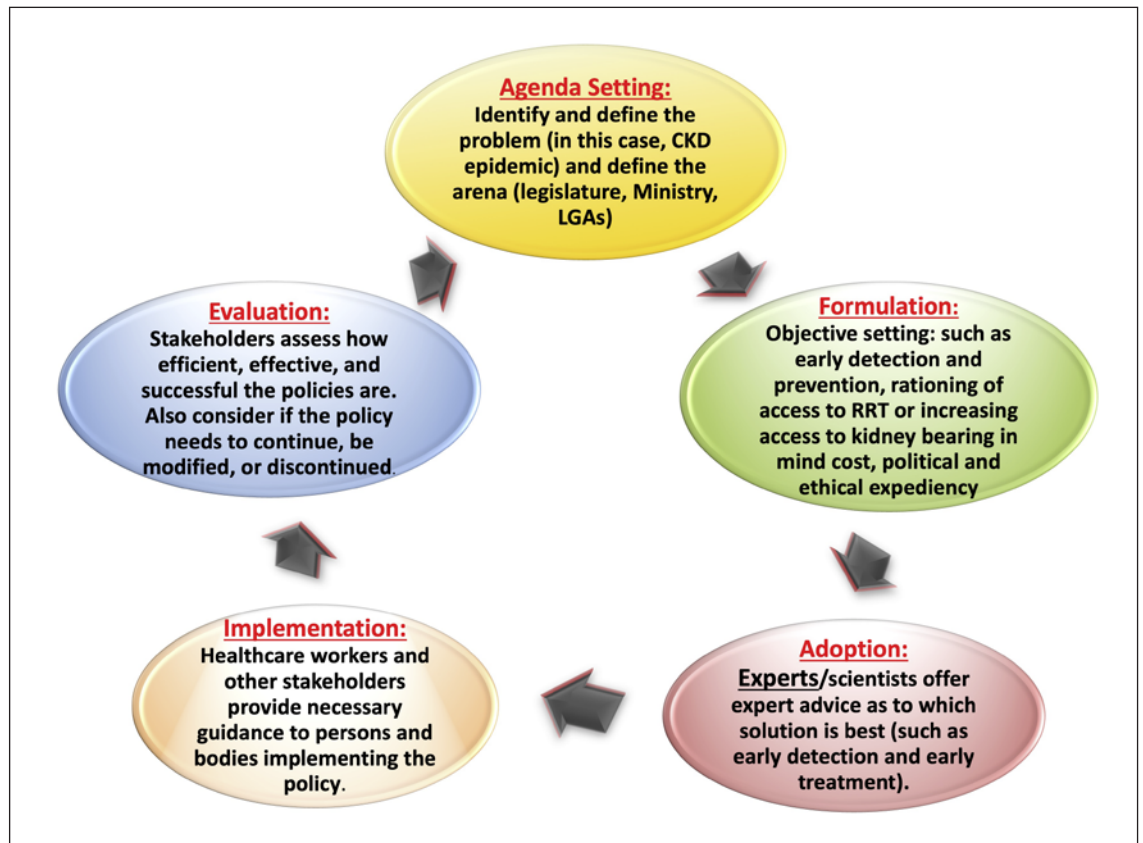 Agenda Setting:
Identify and define the
problem (in this case, CKD
epidemic) and define the
arena (legislature, Ministry,
LGAs)
Formulation:
Objective setting: such as
early detection and
prevention, rationing of
access to RRT or increasing
access to kidney bearing in
mind cost, political and
ethical expediency
Adoption:
Experts/scientists offer
expert advice as to which
solution is best (such as
early detection and early
treatment).
Implementation:
Healthcare workers and
other stakeholders
provide necessary
guidance to persons and
bodies implementing the
policy.
Evaluation:
Stakeholders assess how
efficient, effective, and
successful the policies are.
Also consider if the policy
needs to continue, be
modified, or discontinued.